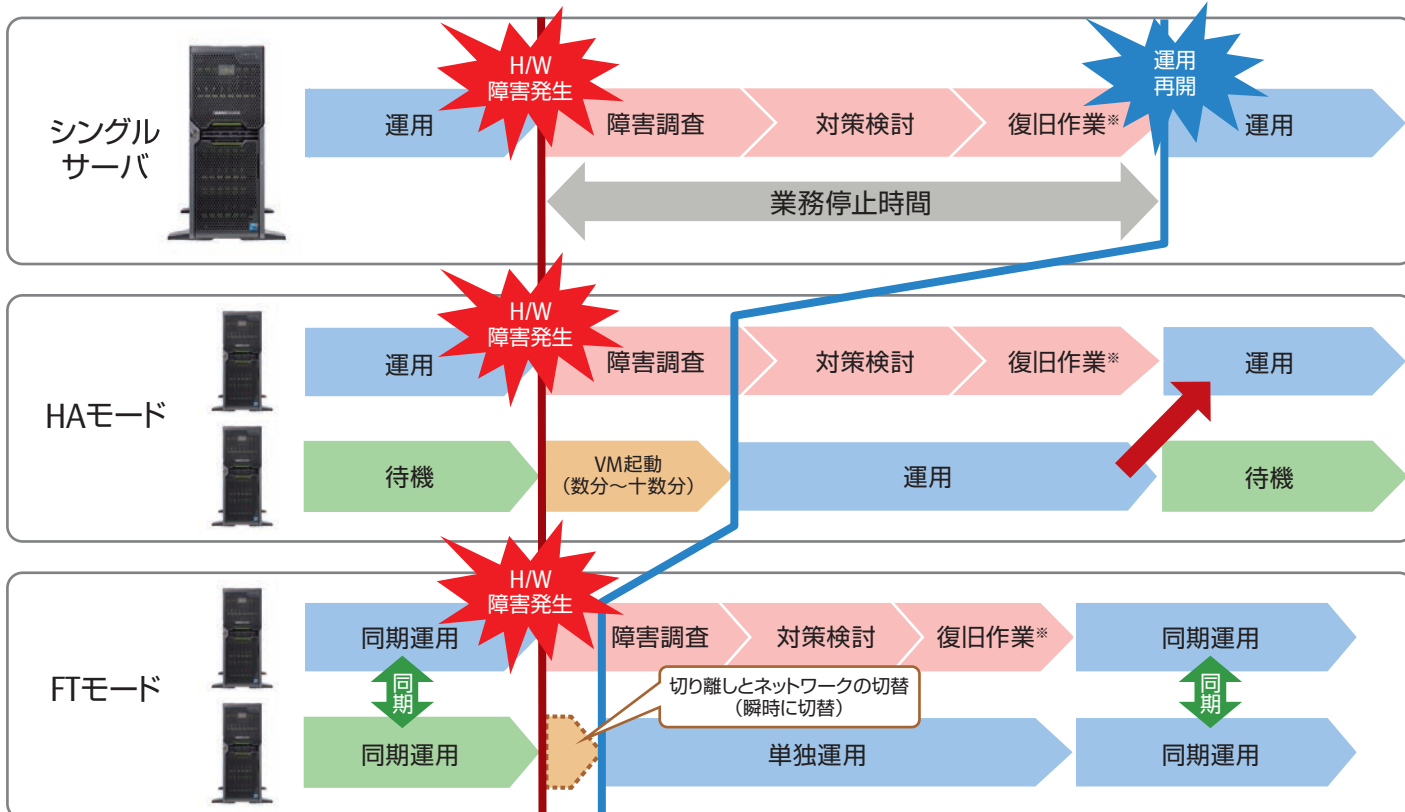 シングル
サーバ
運用
H/W
障害発生
障害調査
対策検討
復旧作業※
運用
再開
運用
業務停止時間
HAモード
運用
H/W
障害発生
障害調査
対策検討
復旧作業※
運用
待機
VM起動
（数分～十数分）
運用
待機
FTモード
同期運用
H/W
障害発生
障害調査
対策検討
復旧作業※
同期運用
同
期
切り離しとネットワークの切替
（瞬時に切替）
同
期
同期運用
単独運用
同期運用